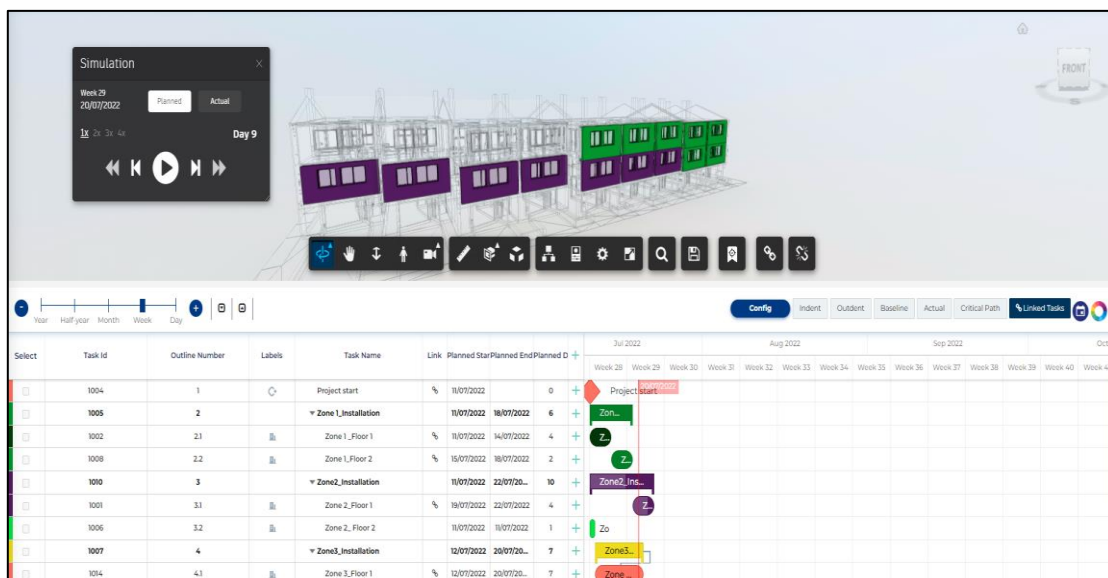 Simulation X
Week 29
20/07/2022
Planned Actual
1x 2x 3x 4x Day 9
FRONT
Year Half-year Month Week Day
Config Indent Outdent Baseline Actual Critical Path Linked Tasks
Select Task Id Outline Number Labels Task Name Link Planned Star Planned End Planned D +
Jul 2022 Aug 2022 Sep 2022 Oct
Week 28 Week 29 Week 30 Week 31 Week 32 Week 33 Week 34 Week 35 Week 36 Week 37 Week 38 Week 39 Week 40 Week 4
1004 1 Project start 11/07/2022 0 + Project start 20/07/2022
1005 2 Zone 1_Installation 11/07/2022 18/07/2022 6 + Zon...
1002 2.1 Zone 1 _Floor 1 11/07/2022 14/07/2022 4 + Z...
1008 2.2 Zone 1_Floor 2 15/07/2022 18/07/2022 2 + Z...
1010 3 Zone2_Installation 11/07/2022 22/07/20... 10 + Zone2_Ins...
1001 3.1 Zone 2_Floor 1 19/07/2022 22/07/2022 4 + Z...
1006 3.2 Zone 2_ Floor 2 11/07/2022 11/07/2022 1 + Zo
1007 4 Zone3_Installation 12/07/2022 20/07/20... 7 + Zone3...
1014 4.1 Zone 3_Floor 1 12/07/2022 20/07/20... 7 + Zone ...